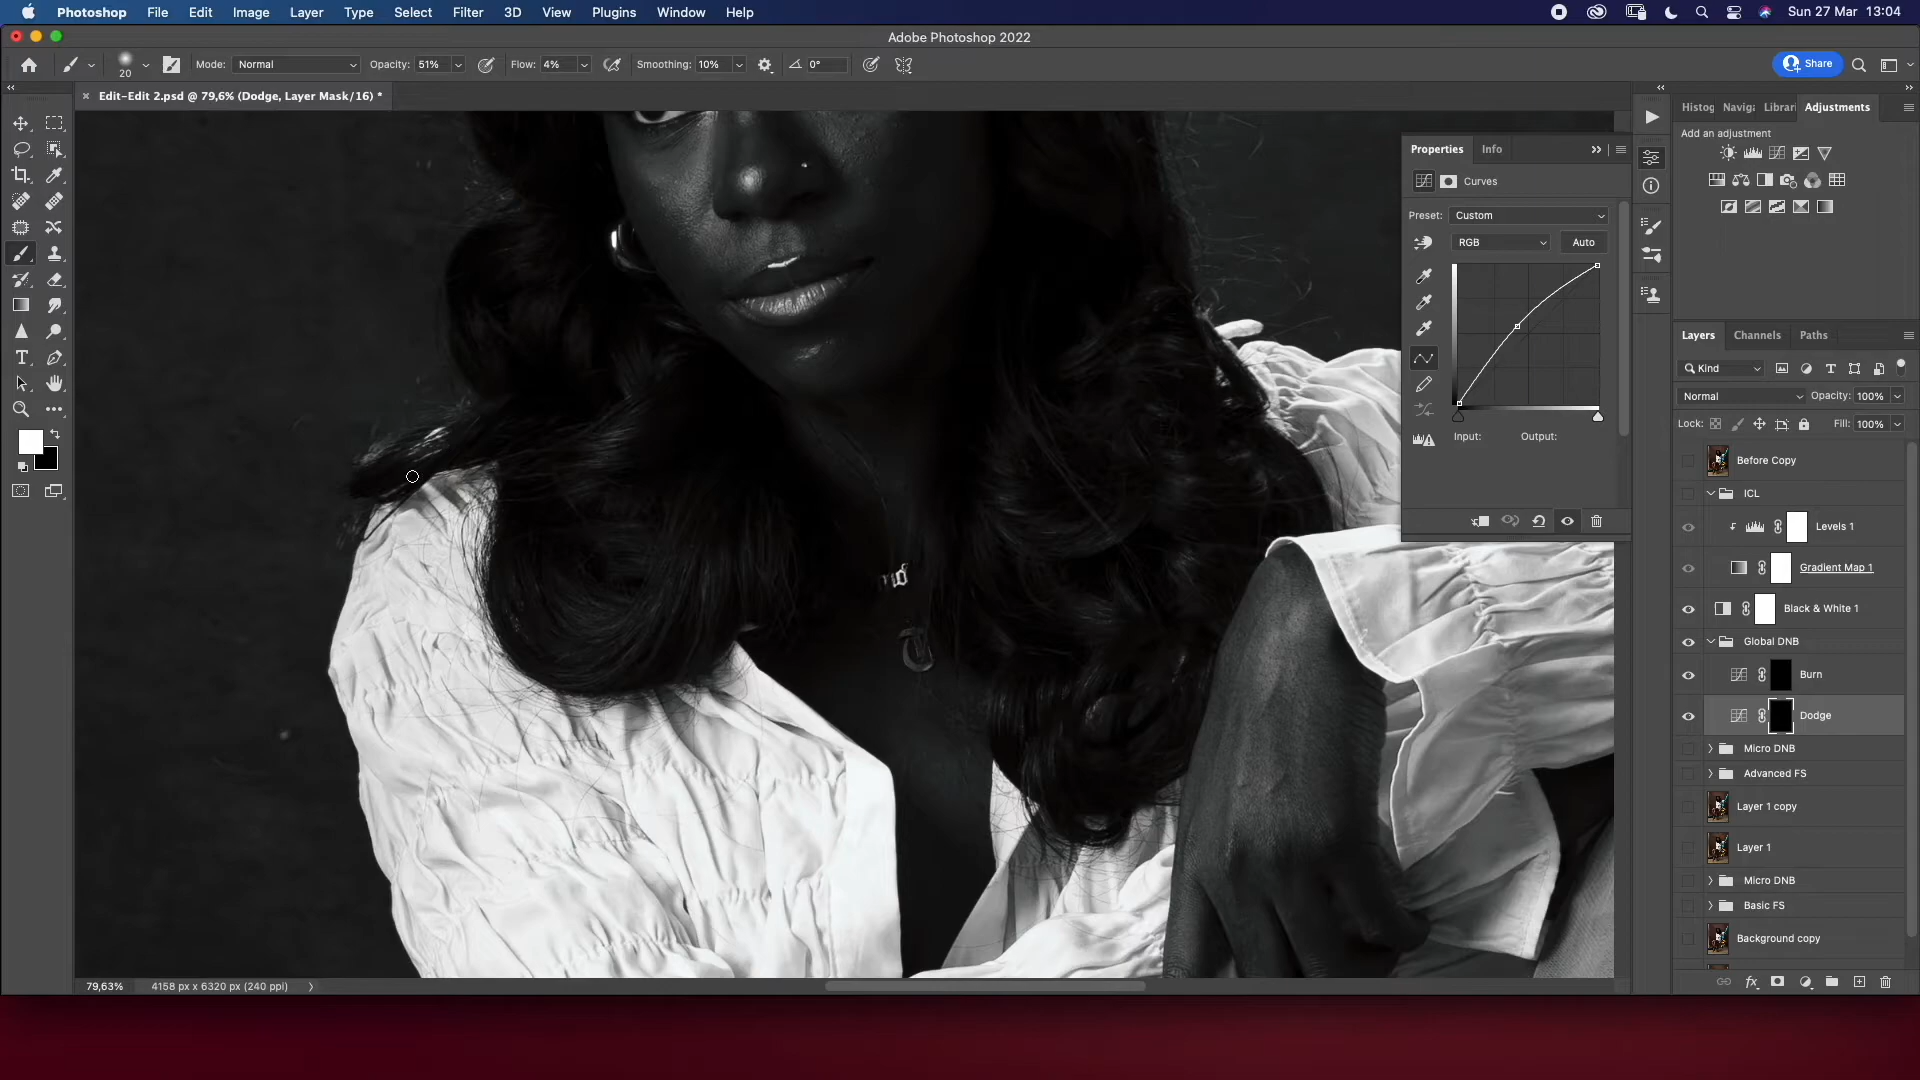 Photoshop File Edit Image Layer Type Select Filter 3D View Plugins Window Help Sun 27 Mar 13:04
Adobe Photoshop 2022
20 Mode: Normal Opacity: 51% Flow: 4% Smoothing: 10% 0° Share
Edit-Edit 2.psd @ 79,6% (Dodge, Layer Mask/16) *
Histog Naviga Librari Adjustments
Add an adjustment
Properties Info
Curves
Preset: Custom
RGB Auto
Input: Output:
Layers Channels Paths
Kind
Normal Opacity: 100%
Lock: Fill: 100%
Before Copy
ICL
Levels 1
Gradient Map 1
Black & White 1
Global DNB
Burn
Dodge
Micro DNB
Advanced FS
Layer 1 copy
Layer 1
Micro DNB
Basic FS
Background copy
79,63% 4158 px x 6320 px (240 ppi)